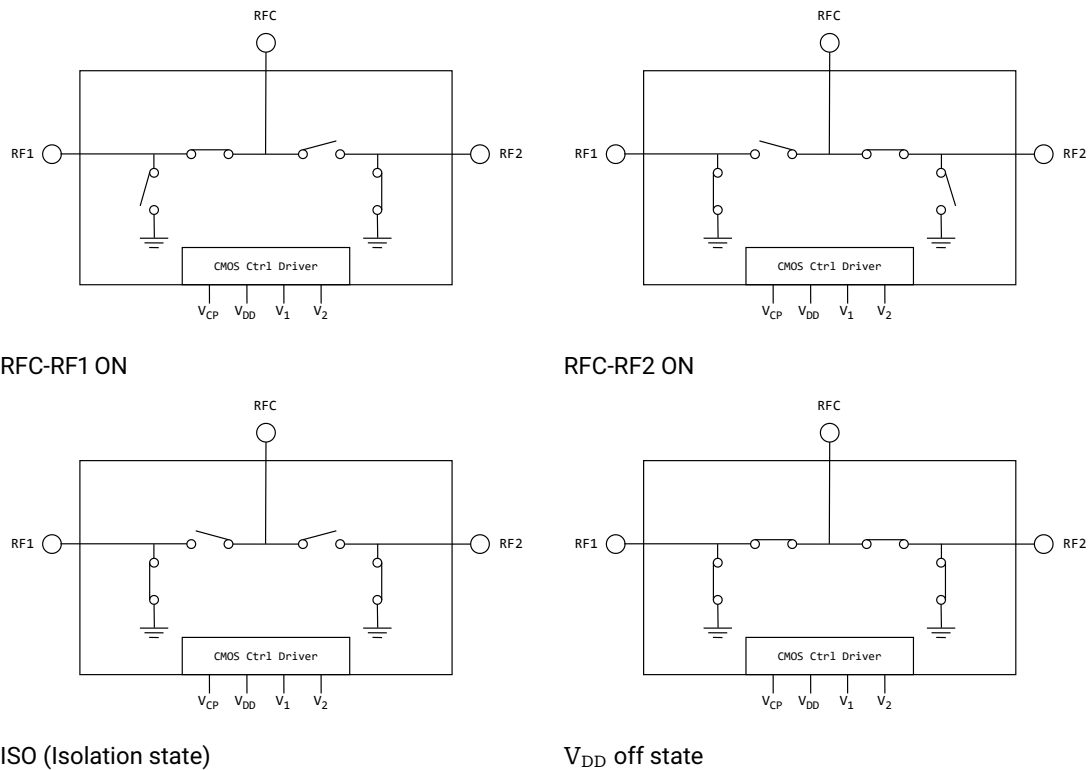 RFC RFC
RF1 RF2 RF1 RF2
CMOS Ctrl Driver CMOS Ctrl Driver
VCP VDD V1 V2 VCP VDD V1 V2
RFC-RF1 ON RFC-RF2 ON
RFC RFC
RF1 RF2 RF1 RF2
CMOS Ctrl Driver CMOS Ctrl Driver
VCP VDD V1 V2 VCP VDD V1 V2
ISO (Isolation state) VDD off state